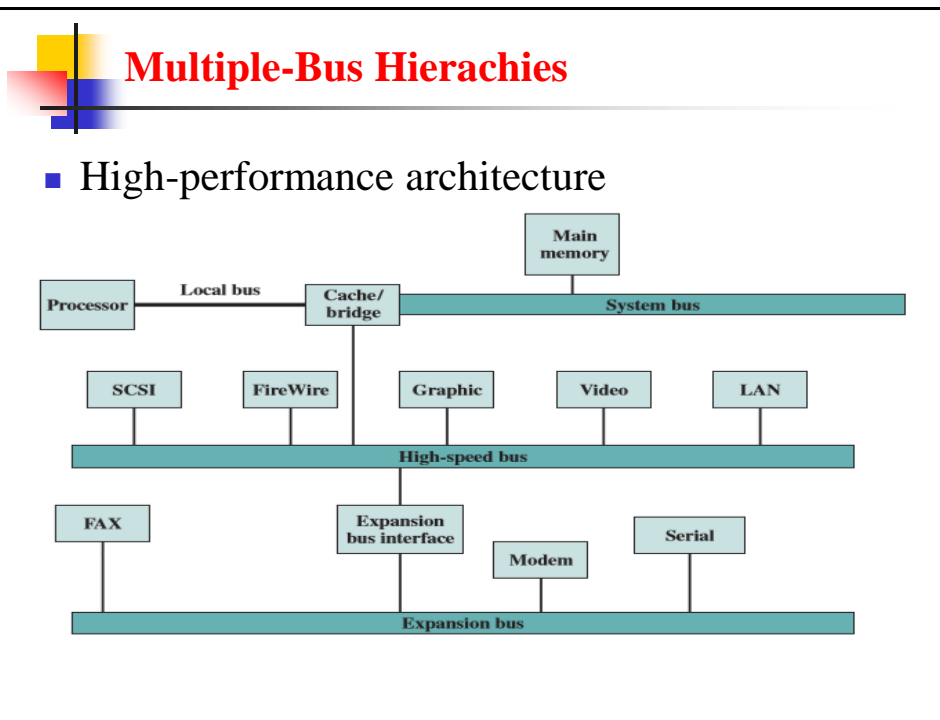 Multiple-Bus Hierachies
High-performance architecture
Main
memory
Local bus
Processor
Cache/
bridge
System bus
SCSI
FireWire
Graphic
Video
LAN
High-speed bus
FAX
Expansion
bus interface
Modem
Serial
Expansion bus